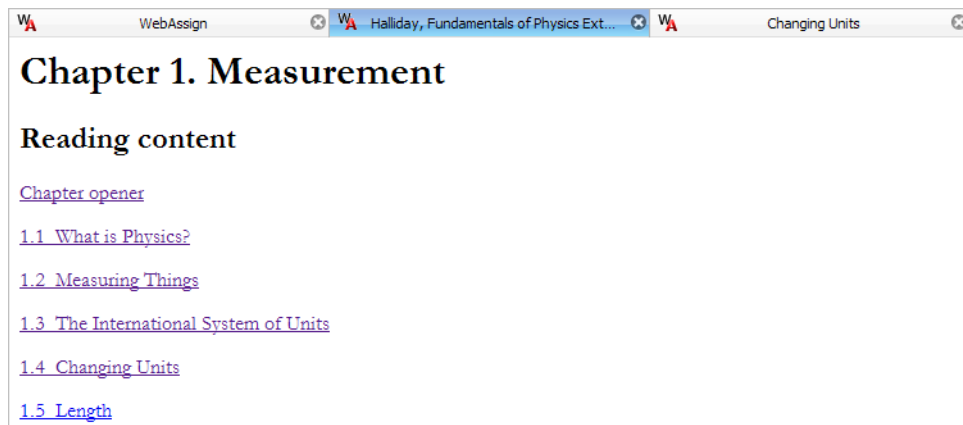 WA WebAssign WA Halliday, Fundamentals of Physics Ext... WA Changing Units
Chapter 1. Measurement
Reading content
Chapter opener
1.1 What is Physics?
1.2 Measuring Things
1.3 The International System of Units
1.4 Changing Units
1.5 Length